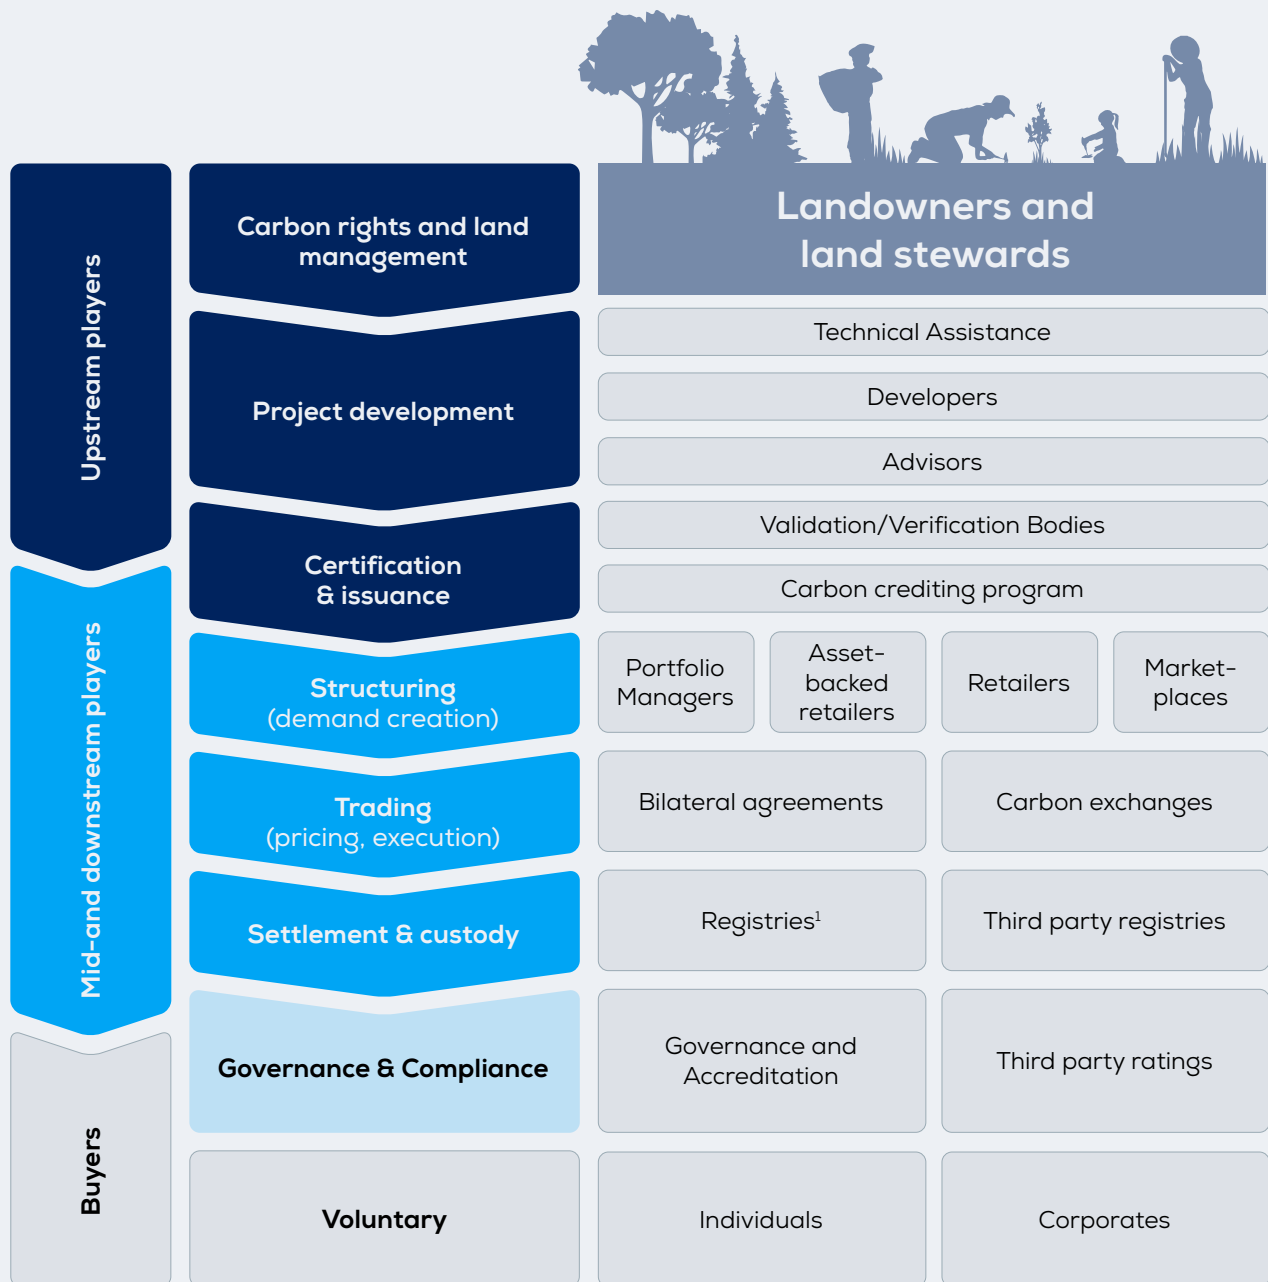 Landowners and
land stewards
Upstream players
Carbon rights and land
management
Technical Assistance
Project development
Developers
Advisors
Validation/Verification Bodies
Certification
& issuance
Carbon crediting program
Mid-and downstream players
Structuring
(demand creation)
Portfolio
Managers
Asset-
backed
retailers
Retailers
Market-
places
Trading
(pricing, execution)
Bilateral agreements
Carbon exchanges
Settlement & custody
Registries¹
Third party registries
Governance & Compliance
Governance and
Accreditation
Third party ratings
Buyers
Voluntary
Individuals
Corporates